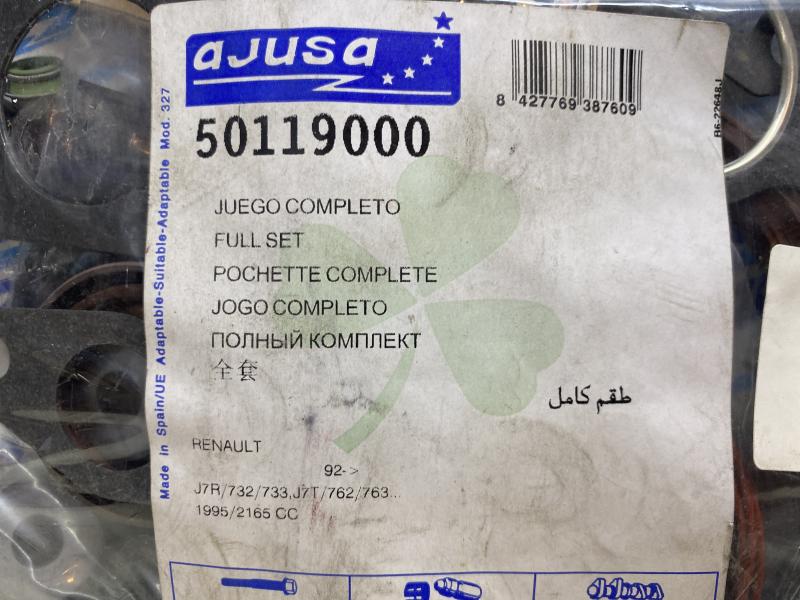 ajusa
8 427769 387609
50119000
JUEGO COMPLETO
FULL SET
POCHETTE COMPLETE
JOGO COMPLETO
ПОЛНЫЙ КОМПЛЕКТ
全套
طقم كامل
RENAULT
92->
J7R/732/733,J7T/762/763...
1995/2165 CC
Made in Spain/UE Adaptable-Suitable-Adaptable Mod. 327